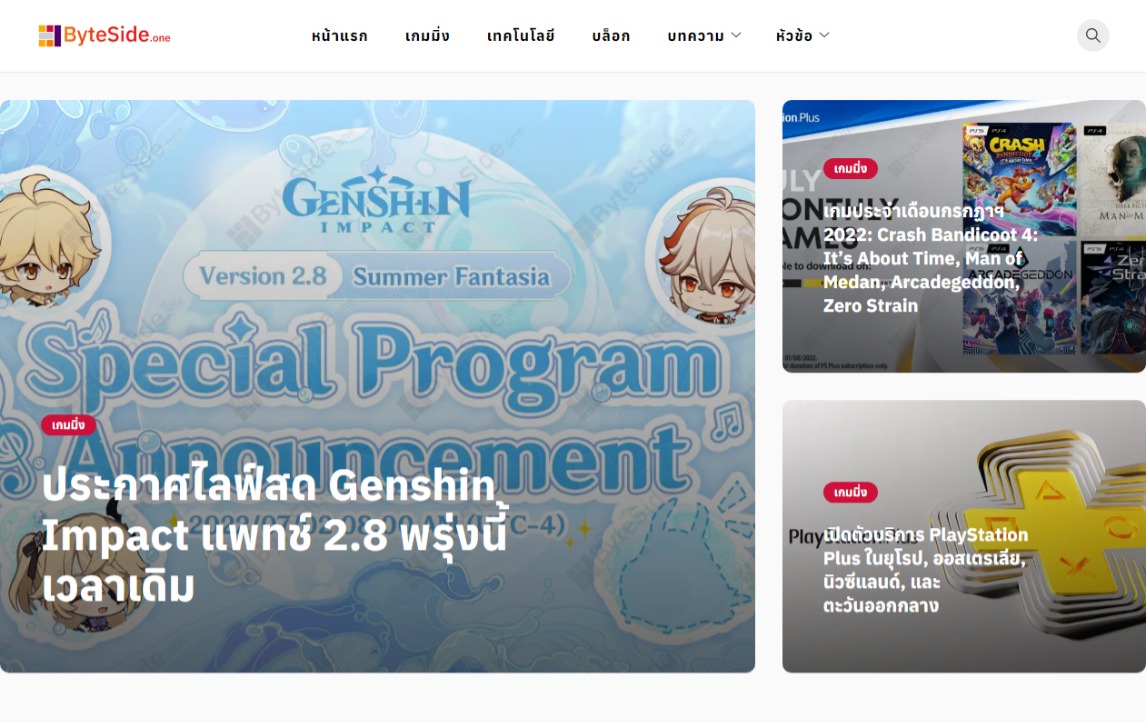 ByteSide.one
หน้าแรก เกมมิ่ง เทคโนโลยี บล็อก บทความ หัวข้อ
GENSHIN
IMPACT
Version 2.8 Summer Fantasia
Special Program
Announcement
เกมมิ่ง
ประกาศไลฟ์สด Genshin
Impact แพทช์ 2.8 พรุ่งนี้
เวลาเดิม
เกมมิ่ง
เกมประจำเดือนกรกฎาฯ
2022: Crash Bandicoot 4:
It's About Time, Man of
Medan, Arcadegeddon,
Zero Strain
CRASH
ARCADEGEDDON
เกมมิ่ง
เปิดตัวบริการ PlayStation
Plus ในยุโรป, ออสเตรเลีย,
นิวซีแลนด์, และ
ตะวันออกกลาง